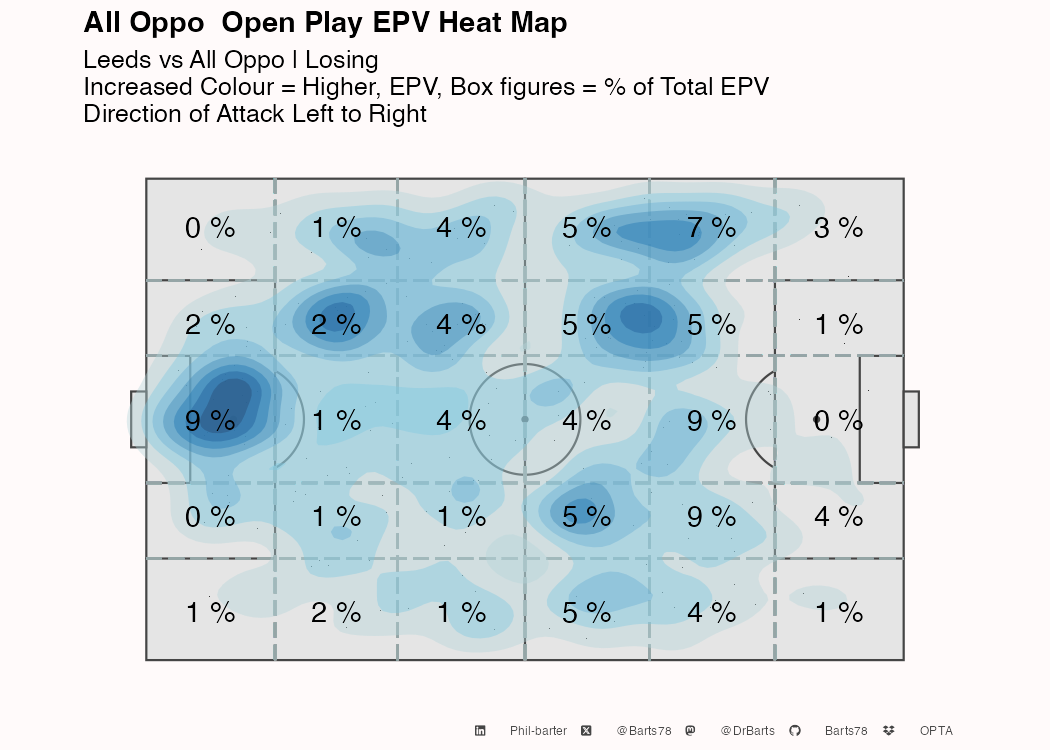 All Oppo  Open Play EPV Heat Map
Leeds vs All Oppo | Losing
Increased Colour = Higher, EPV, Box figures = % of Total EPV
Direction of Attack Left to Right
0 % 1 % 4 % 5 % 7 % 3 %
2 % 2 % 4 % 5 % 5 % 1 %
9 % 1 % 4 % 4 % 9 % 0 %
0 % 1 % 1 % 5 % 9 % 4 %
1 % 2 % 1 % 5 % 4 % 1 %
Phil-barter @Barts78 @DrBarts Barts78 OPTA